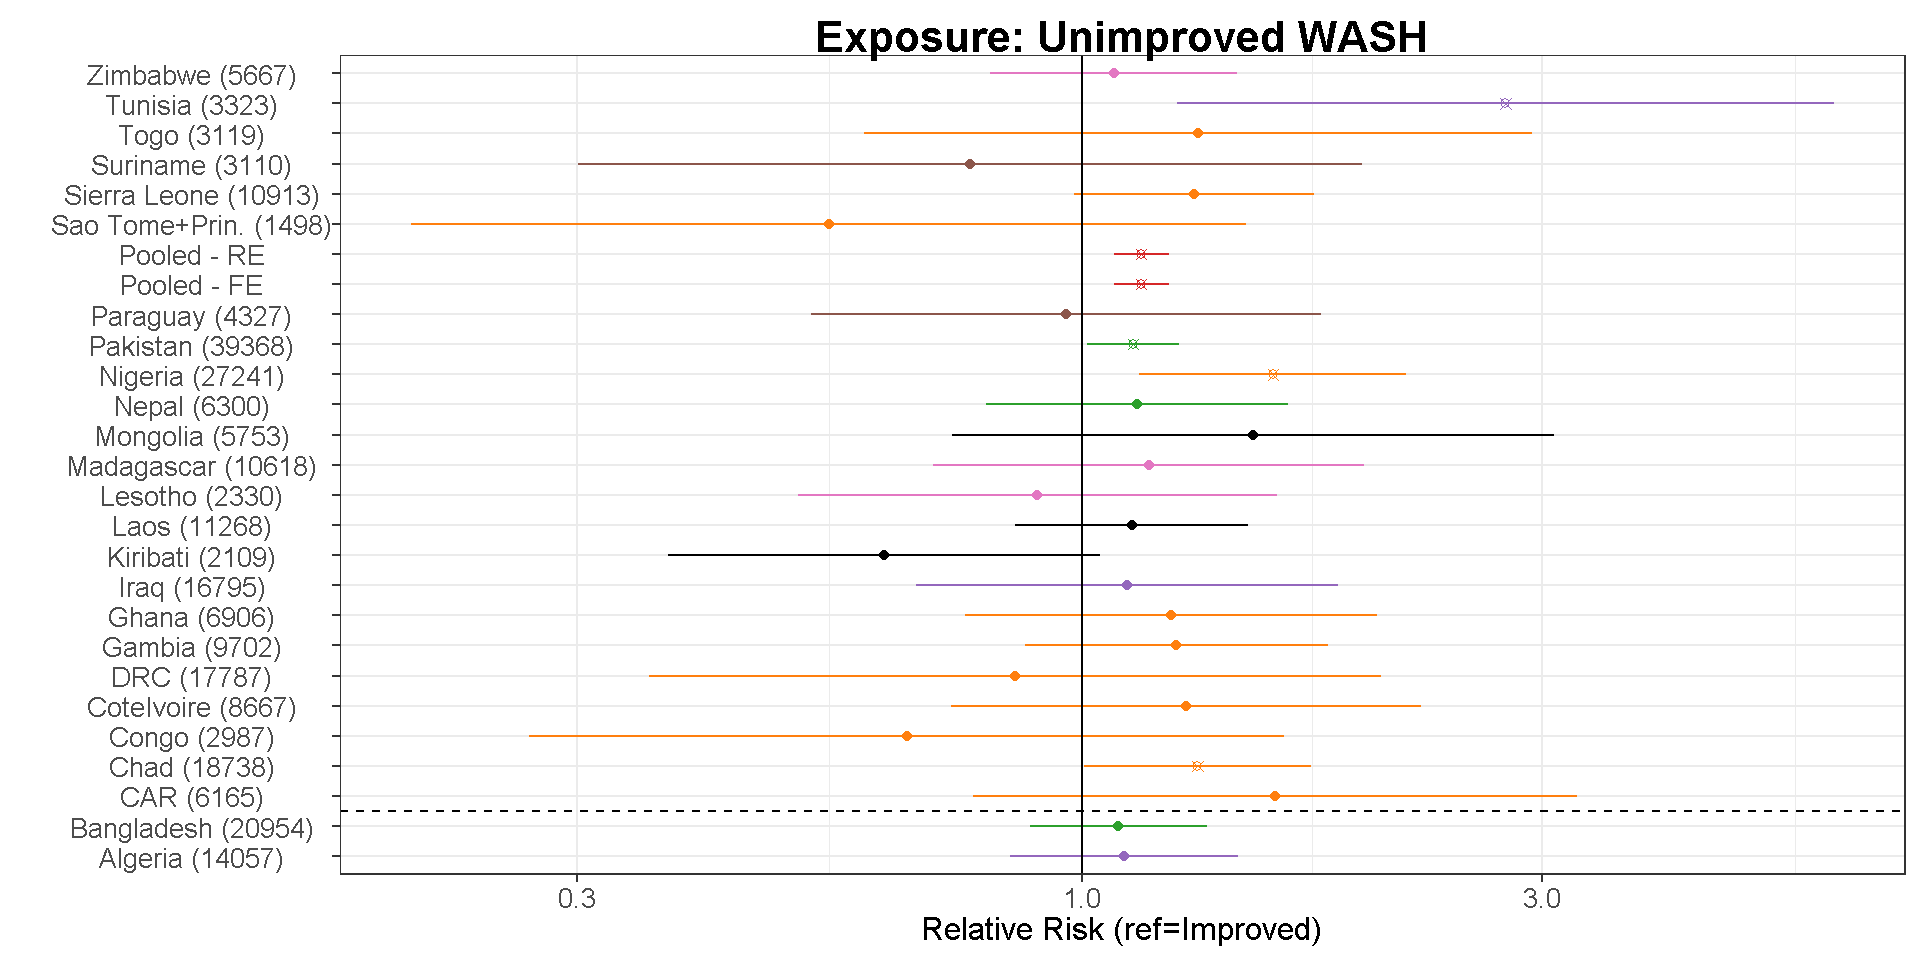 Exposure: Unimproved WASH
Zimbabwe (5667)
Tunisia (3323)
Togo (3119)
Suriname (3110)
Sierra Leone (10913)
Sao Tome+Prin. (1498)
Pooled - RE
Pooled - FE
Paraguay (4327)
Pakistan (39368)
Nigeria (27241)
Nepal (6300)
Mongolia (5753)
Madagascar (10618)
Lesotho (2330)
Laos (11268)
Kiribati (2109)
Iraq (16795)
Ghana (6906)
Gambia (9702)
DRC (17787)
CoteIvoire (8667)
Congo (2987)
Chad (18738)
CAR (6165)
Bangladesh (20954)
Algeria (14057)
0.3 1.0 3.0
Relative Risk (ref=Improved)